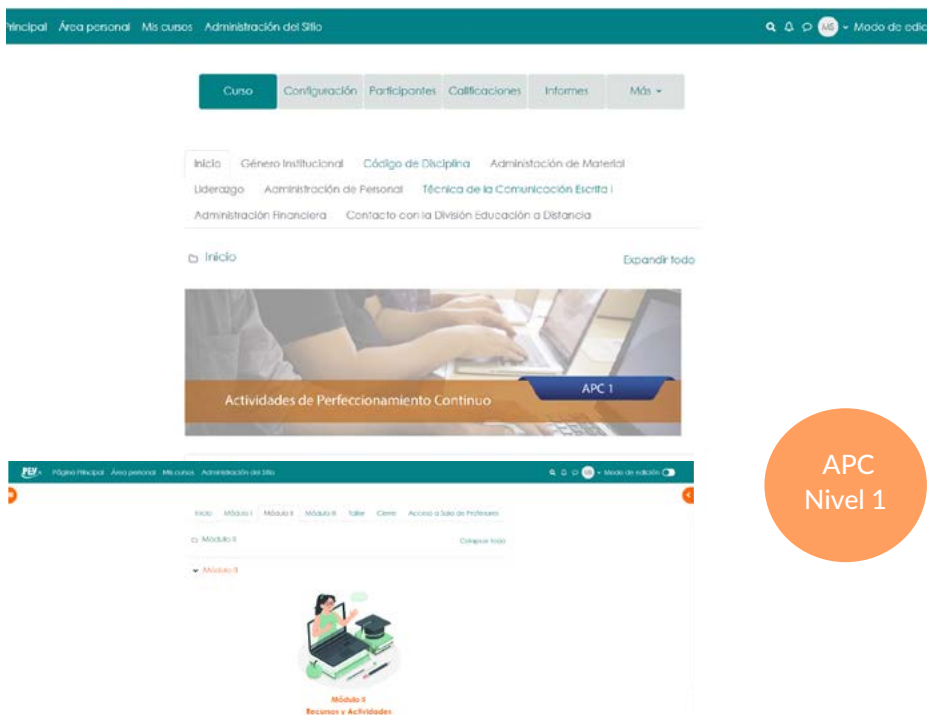 Principal Área personal Mis cursos Administración del Sitio
MS Modo de edic
Curso Configuración Participantes Calificaciones Informes Más
Inicio Género Institucional Código de Disciplina Administación de Material
Liderazgo Administración de Personal Técnica de la Comunicación Escrita I
Administración Financiera Contacto con la División Educación a Distancia
Inicio
Expandir todo
Actividades de Perfeccionamiento Continuo
APC 1
PEV Página Principal Área personal Mis cursos Administración del Sitio
MS Modo de edición
Inicio Módulo I Módulo II Módulo III Taller Cierre Acceso a Sala de Profesores
Módulo II
Colapsar todo
Módulo II
Módulo II
Recursos y Actividades
APC
Nivel 1